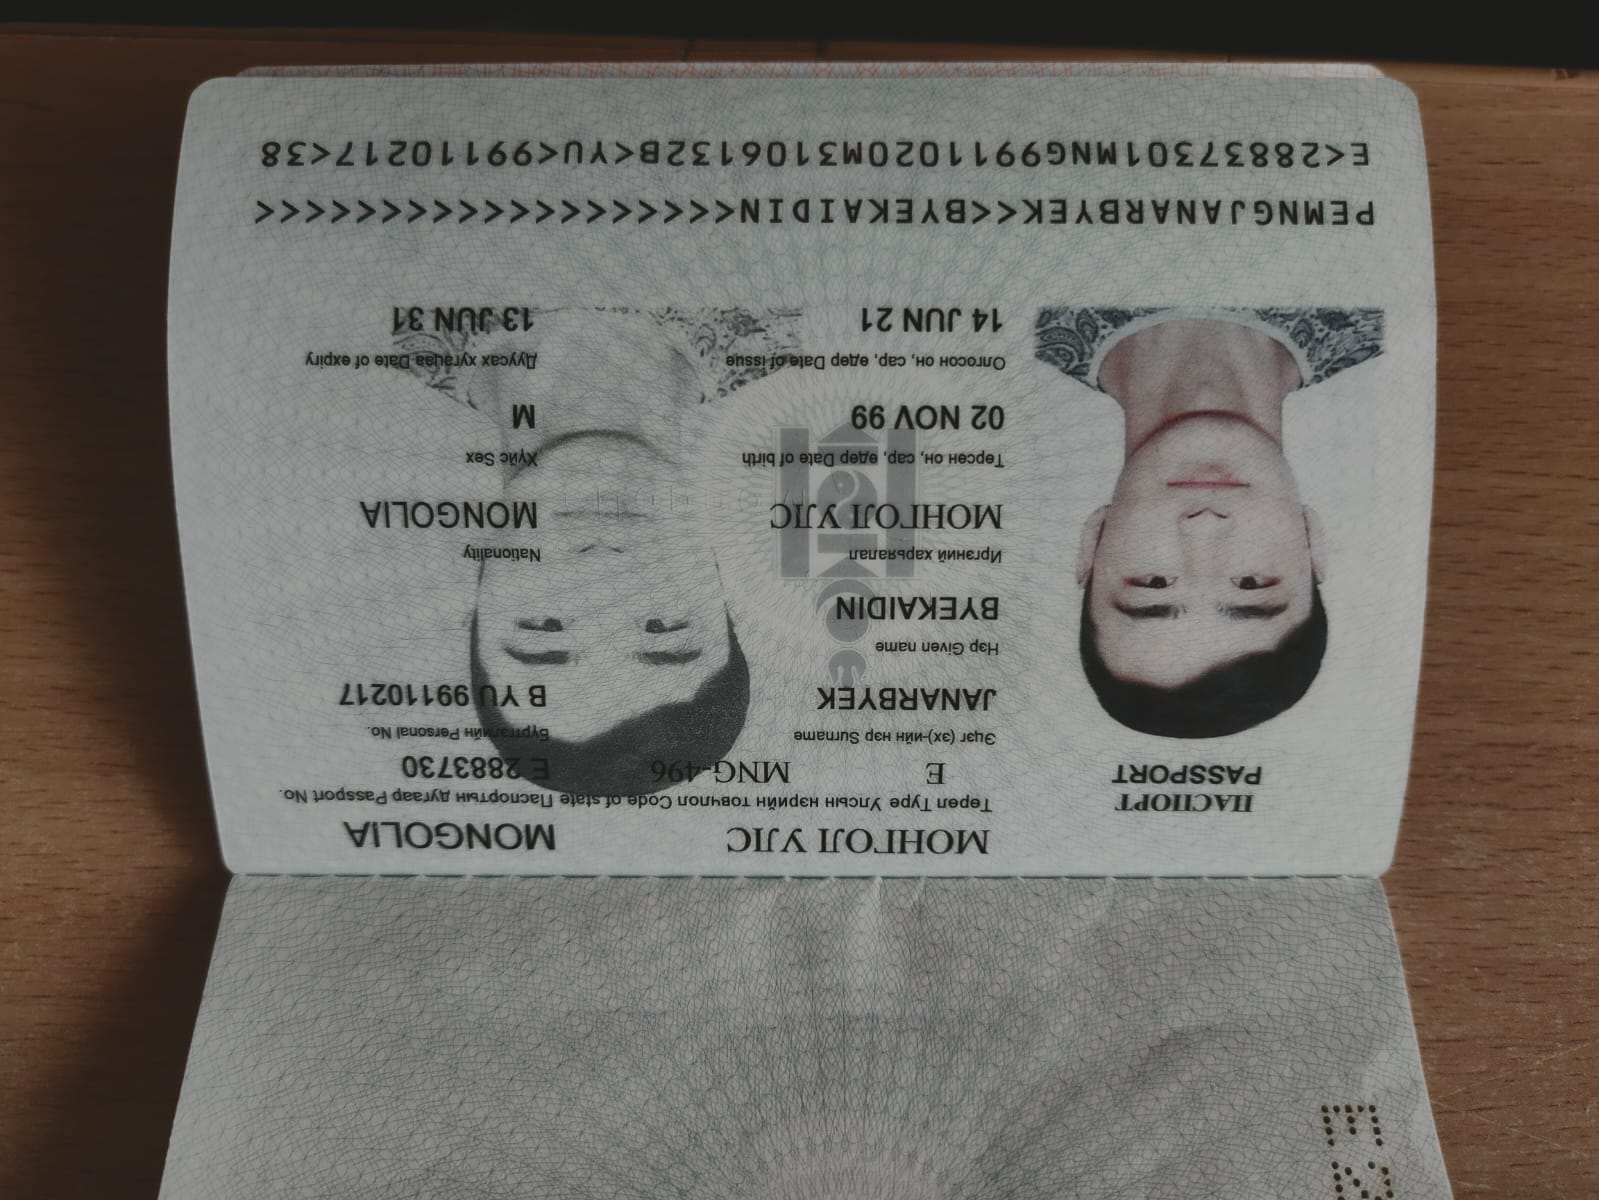 EN
МОНГОЛ УЛС MONGOLIA
ПАСПОРТ
PASSPORT
Төрөл Type Улсын нэрийн товчлол Code of state Паспортын дугаар Passport No.
E MNG-496 E 2883730
Эцэг (эх)-ийн нэр Surname Бүртгэлийн Personal No.
JANARBYEK B YU 99110217
Нэр Given name
BYEKAIDIN
Иргэний харьяалал Nationality
МОНГОЛ УЛС MONGOLIA
Төрсөн он, сар, өдөр Date of birth Хүйс Sex
02 NOV 99 M
Олгосон он, сар, өдөр Date of issue Дуусах хугацаа Date of expiry
14 JUN 21 13 JUN 31
PEMNGJANARBYEK<<BYEKAIDIN<<<<<<<<<<<<<<<<<<<
E<28837301MNG9911020M3106132B<YU<99110217<38